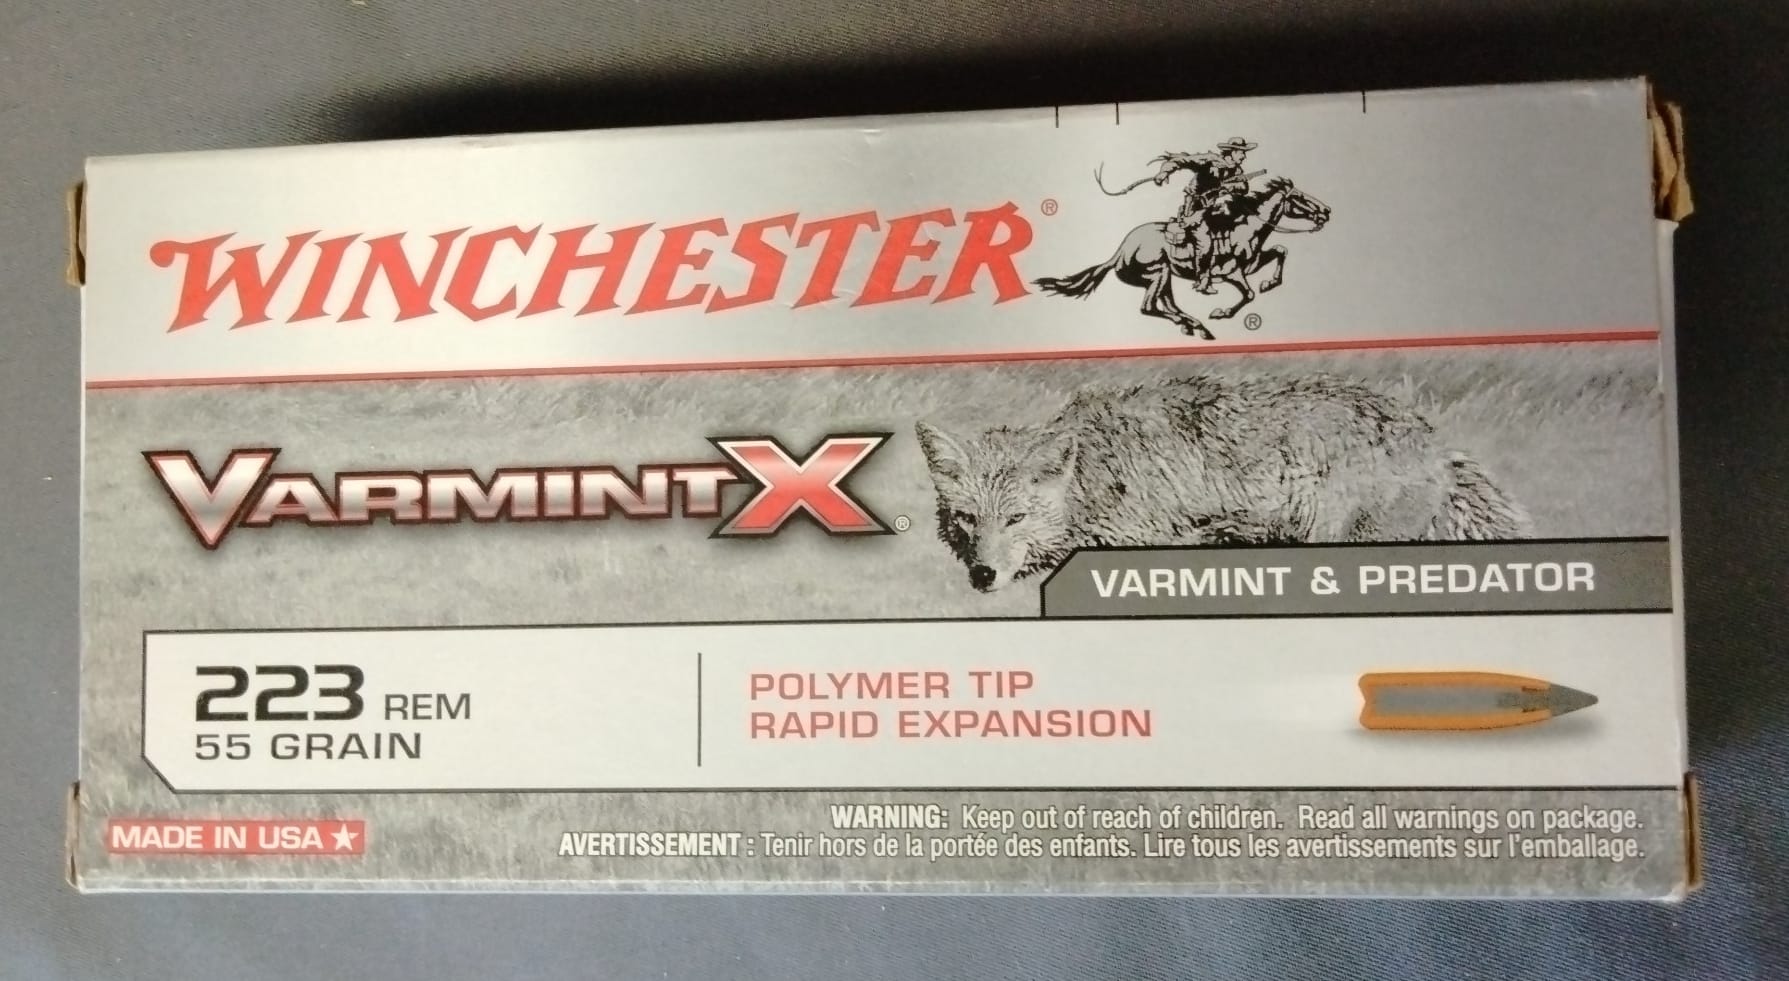 WINCHESTER®
®
VARMINT X®
VARMINT & PREDATOR
223 REM
55 GRAIN
POLYMER TIP
RAPID EXPANSION
MADE IN USA
WARNING: Keep out of reach of children. Read all warnings on package.
AVERTISSEMENT : Tenir hors de la portée des enfants. Lire tous les avertissements sur l'emballage.